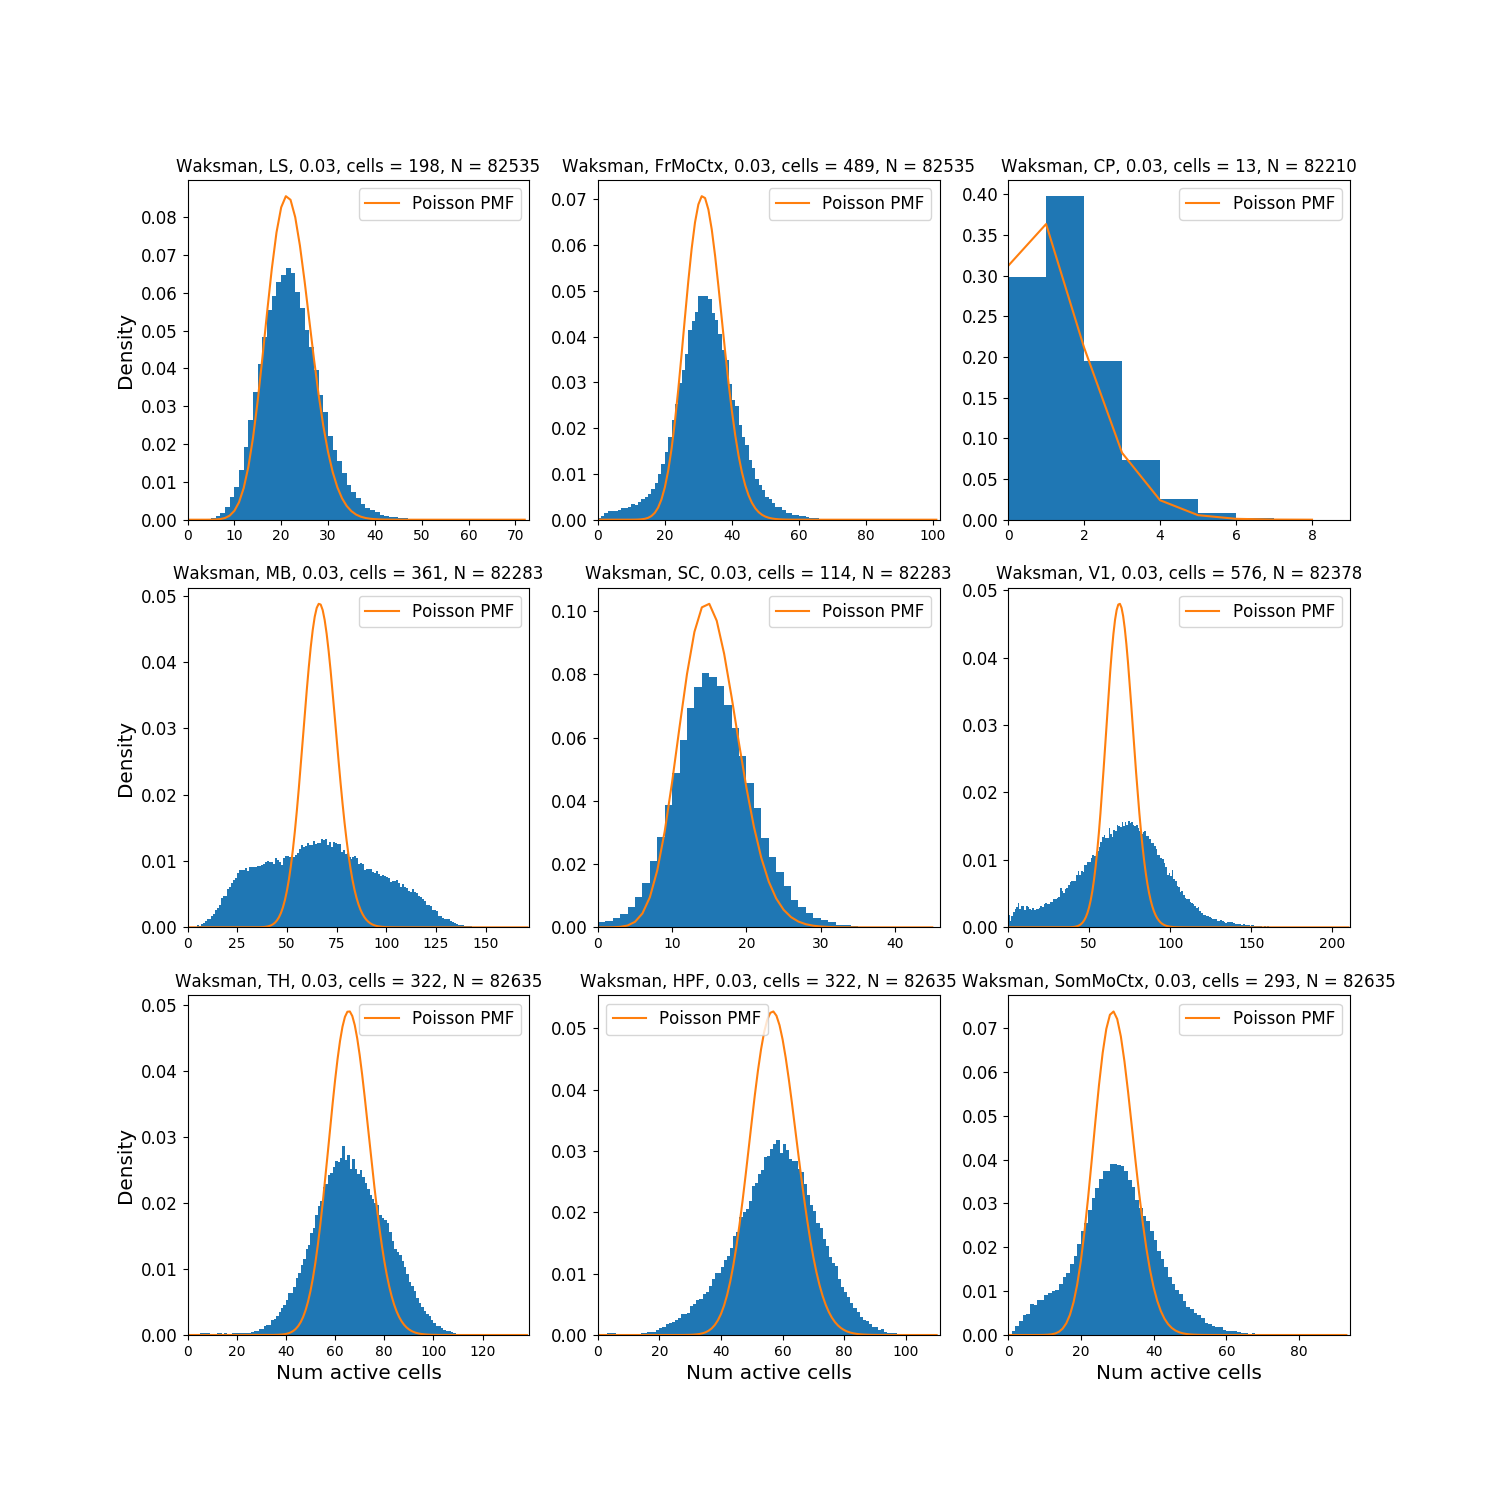 Waksman, LS, 0.03, cells = 198, N = 82535
Poisson PMF
Density
0.00 0.01 0.02 0.03 0.04 0.05 0.06 0.07 0.08
0 10 20 30 40 50 60 70
Waksman, FrMoCtx, 0.03, cells = 489, N = 82535
Poisson PMF
0.00 0.01 0.02 0.03 0.04 0.05 0.06 0.07
0 20 40 60 80 100
Waksman, CP, 0.03, cells = 13, N = 82210
Poisson PMF
0.00 0.05 0.10 0.15 0.20 0.25 0.30 0.35 0.40
0 2 4 6 8
Waksman, MB, 0.03, cells = 361, N = 82283
Poisson PMF
Density
0.00 0.01 0.02 0.03 0.04 0.05
0 25 50 75 100 125 150
Waksman, SC, 0.03, cells = 114, N = 82283
Poisson PMF
0.00 0.02 0.04 0.06 0.08 0.10
0 10 20 30 40
Waksman, V1, 0.03, cells = 576, N = 82378
Poisson PMF
0.00 0.01 0.02 0.03 0.04 0.05
0 50 100 150 200
Waksman, TH, 0.03, cells = 322, N = 82635
Poisson PMF
Density
0.00 0.01 0.02 0.03 0.04 0.05
0 20 40 60 80 100 120
Num active cells
Waksman, HPF, 0.03, cells = 322, N = 82635
Poisson PMF
0.00 0.01 0.02 0.03 0.04 0.05
0 20 40 60 80 100
Num active cells
Waksman, SomMoCtx, 0.03, cells = 293, N = 82635
Poisson PMF
0.00 0.01 0.02 0.03 0.04 0.05 0.06 0.07
0 20 40 60 80
Num active cells